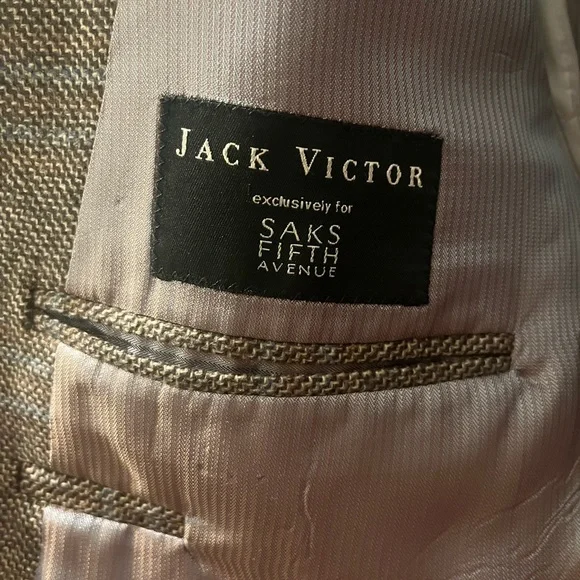 JACK VICTOR
exclusively for
SAKS
FIFTH
AVENUE